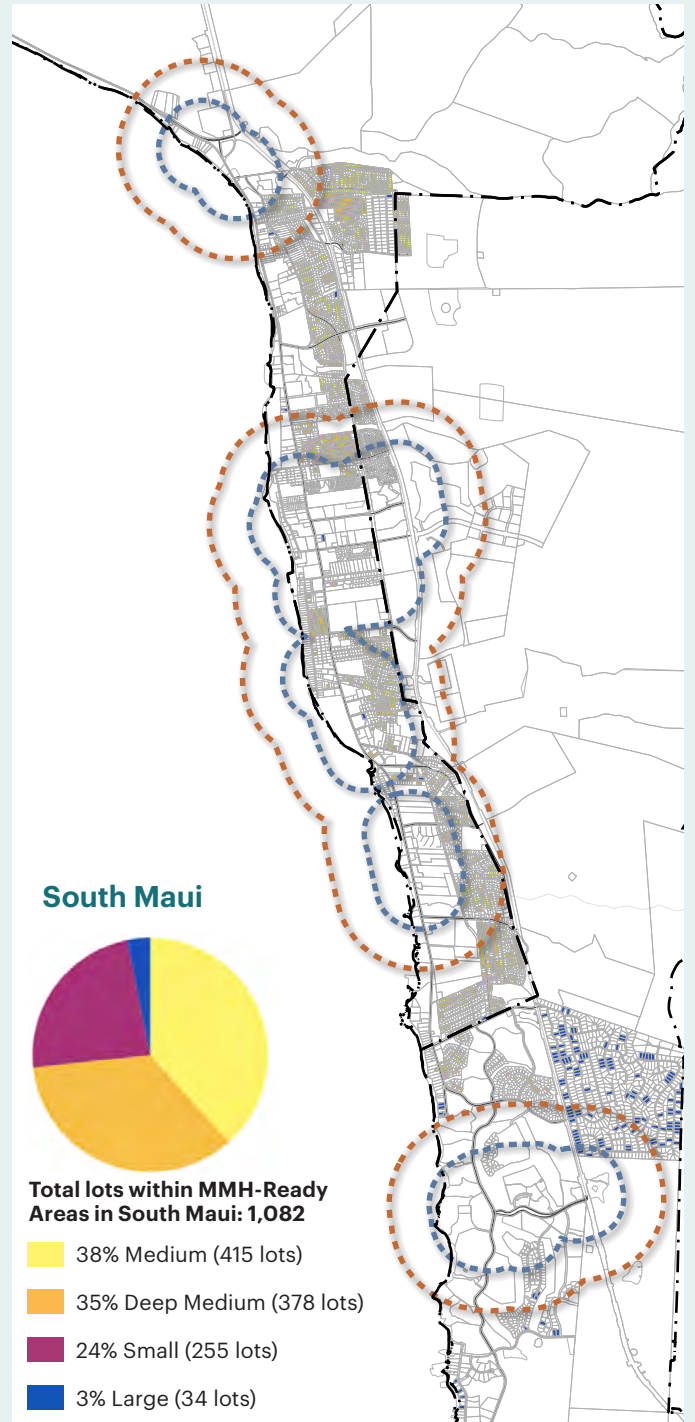 South Maui
Total lots within MMH-Ready
Areas in South Maui: 1,082
38% Medium (415 lots)
35% Deep Medium (378 lots)
24% Small (255 lots)
3% Large (34 lots)